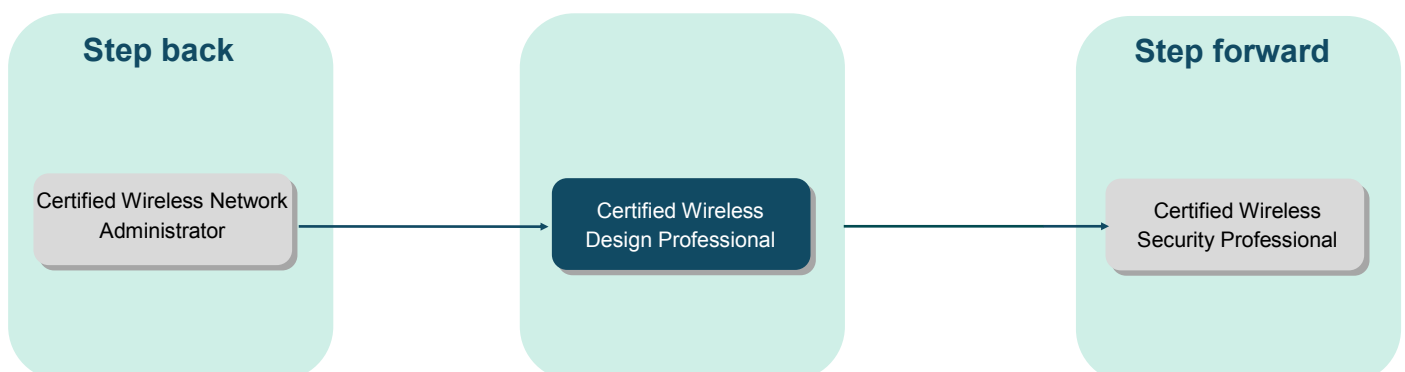 Step back
Step forward
Certified Wireless Network
Administrator
Certified Wireless
Design Professional
Certified Wireless
Security Professional